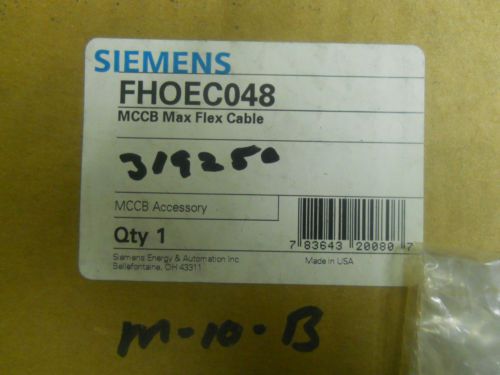 SIEMENS
FHOEC048
MCCB Max Flex Cable
319250
MCCB Accessory
Qty 1
7 83643 20080 7
Siemens Energy & Automation Inc
Bellefontaine, OH 43311
Made in USA
M-10-B